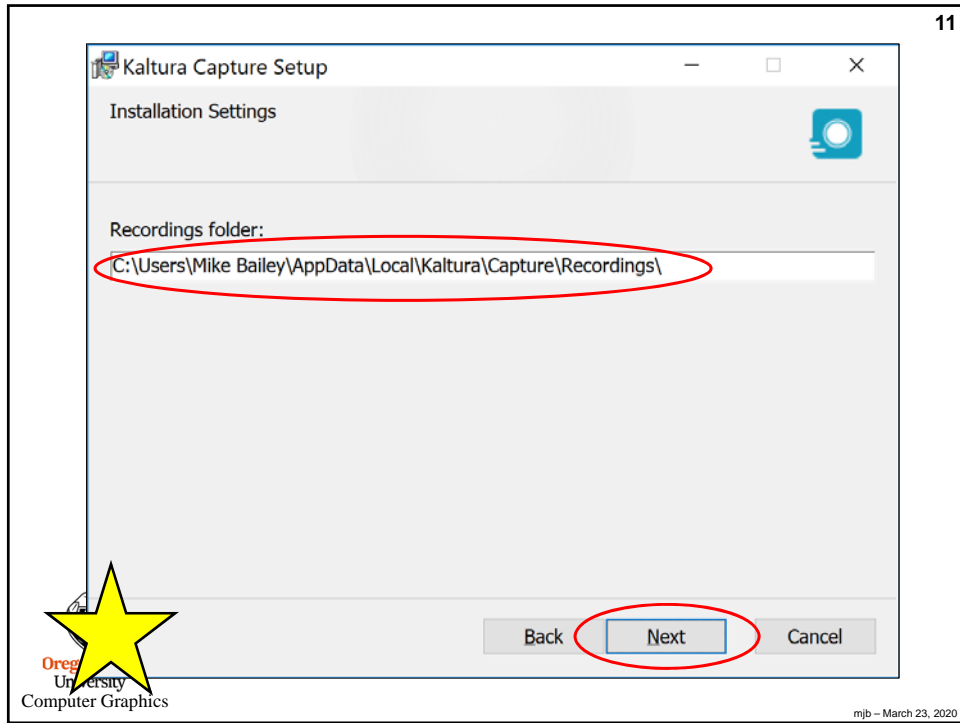 11
Kaltura Capture Setup
Installation Settings
Recordings folder:
C:\Users\Mike Bailey\AppData\Local\Kaltura\Capture\Recordings\
Back Next Cancel
University
Computer Graphics
mjb – March 23, 2020